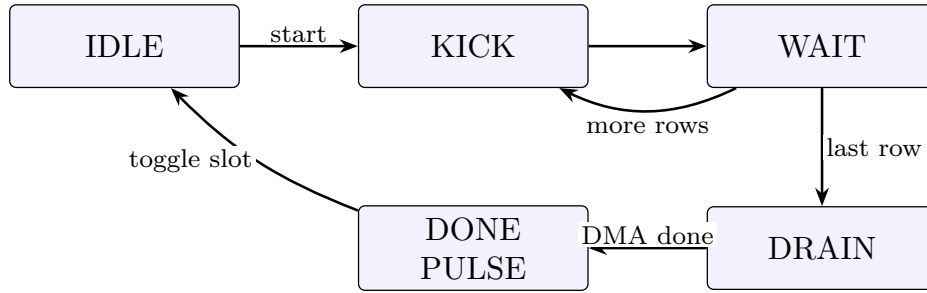 IDLE
start
KICK
WAIT
more rows
last row
toggle slot
DONE
PULSE
DMA done
DRAIN